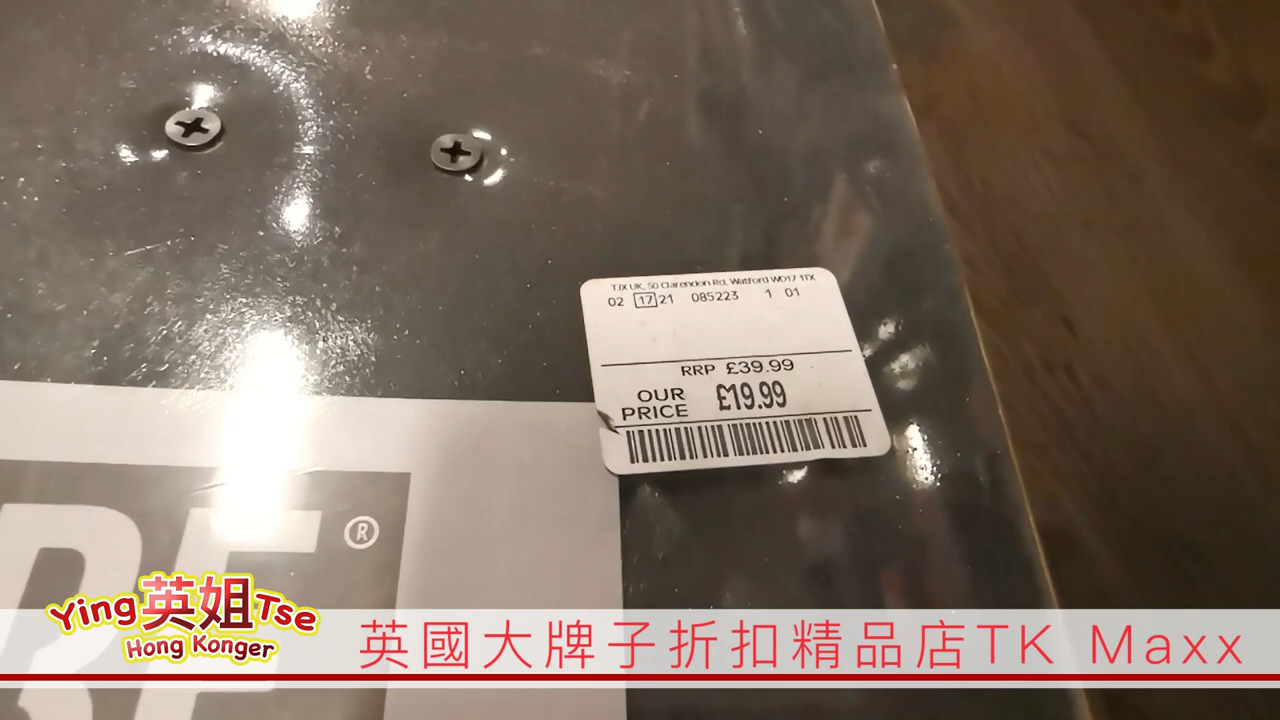 TJX UK, 50 Clarendon Rd, Watford WD17 1TX
02 17 21 085223 1 01
RRP £39.99
OUR PRICE £19.99
RE®
Ying英姐Tse
Hong Konger
英國大牌子折扣精品店TK Maxx